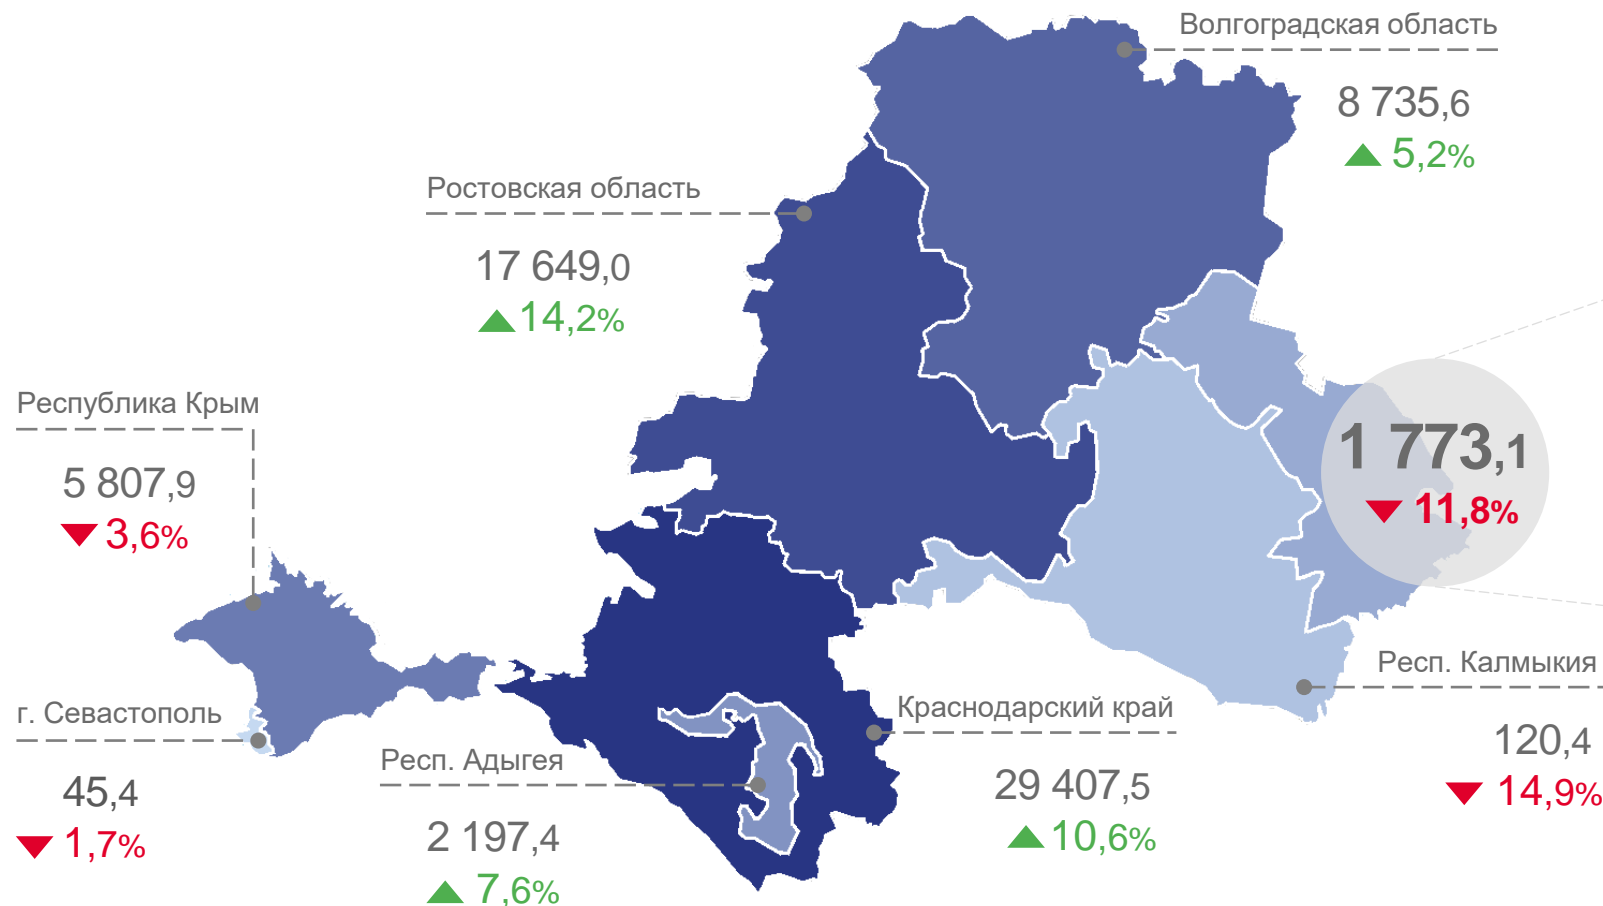 Волгоградская область
8 735,6
5,2%
Ростовская область
17 649,0
14,2%
Республика Крым
5 807,9
3,6%
1 773,1
11,8%
Респ. Калмыкия
120,4
14,9%
г. Севастополь
45,4
1,7%
Респ. Адыгея
2 197,4
7,6%
Краснодарский край
29 407,5
10,6%